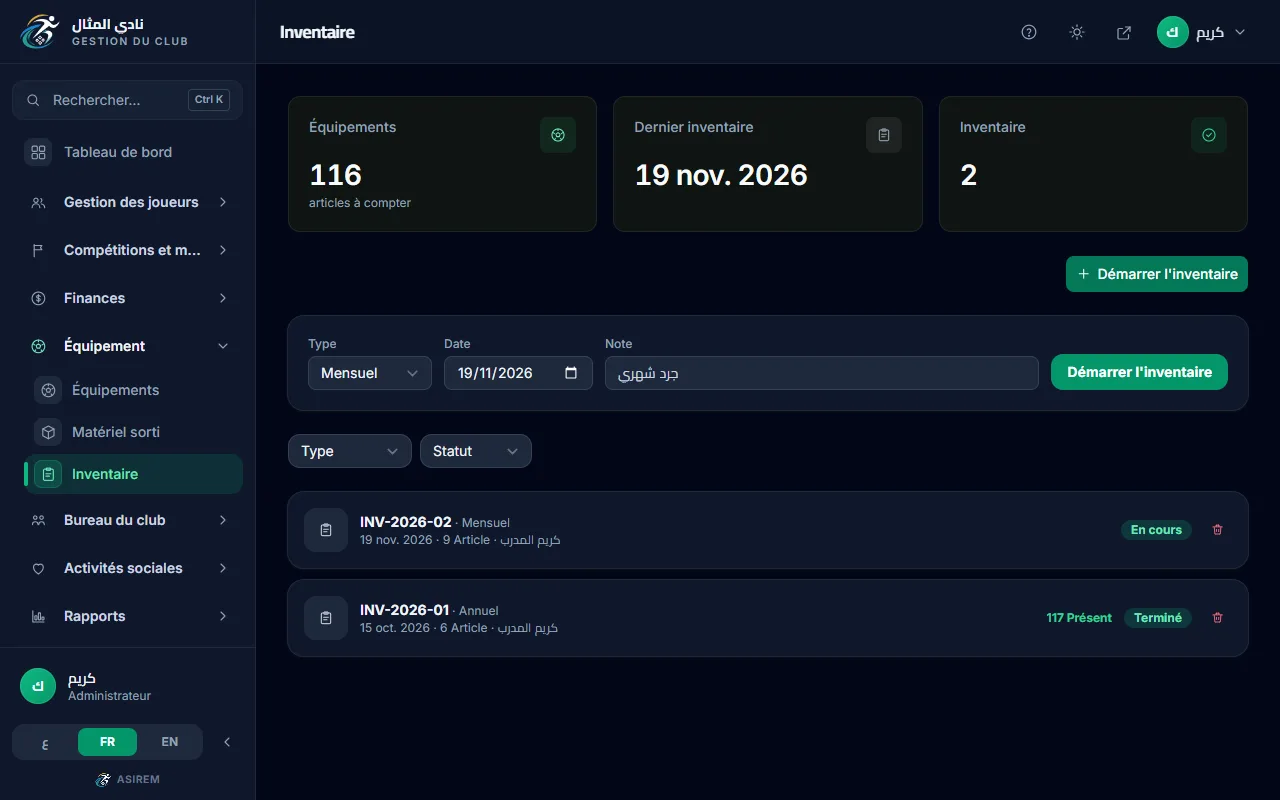 نادي المثال
GESTION DU CLUB
Rechercher...
Ctrl K
Tableau de bord
Gestion des joueurs
Compétitions et m...
Finances
Équipement
Équipements
Matériel sorti
Inventaire
Bureau du club
Activités sociales
Rapports
ك
كريم
Administrateur
ع
FR
EN
ASIREM
Inventaire
ك
كريم
Équipements
116
articles à compter
Dernier inventaire
19 nov. 2026
Inventaire
2
+ Démarrer l'inventaire
Type
Date
Note
Mensuel
19/11/2026
جرد شهري
Démarrer l'inventaire
Type
Statut
INV-2026-02 · Mensuel
19 nov. 2026 · 9 Article · كريم المدرب
En cours
INV-2026-01 · Annuel
15 oct. 2026 · 6 Article · كريم المدرب
117 Présent
Terminé